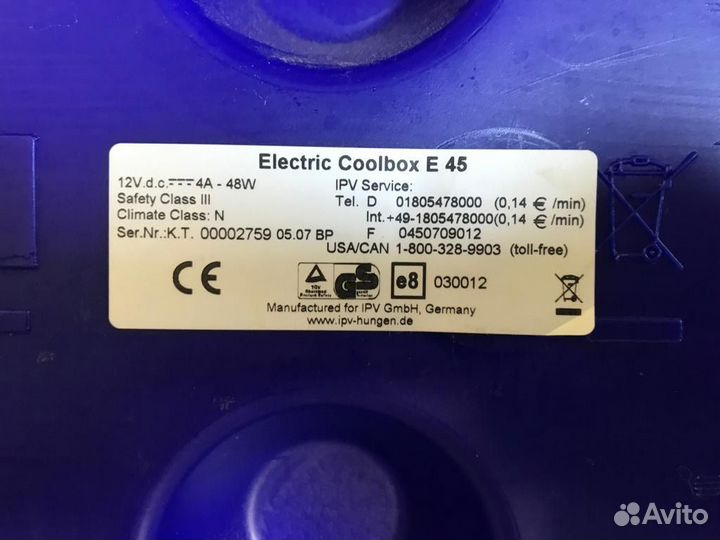 Electric Coolbox E 45
12V.d.c. 4A - 48W
Safety Class III
Climate Class: N
Ser.Nr.:K.T. 00002759 05.07 BP
IPV Service:
Tel. D 01805478000 (0,14 € /min)
Int.+49-1805478000(0,14 € /min)
F 0450709012
USA/CAN 1-800-328-9903 (toll-free)
CE
TÜV
GS
e8 030012
Manufactured for IPV GmbH, Germany
www.ipv-hungen.de
Avito